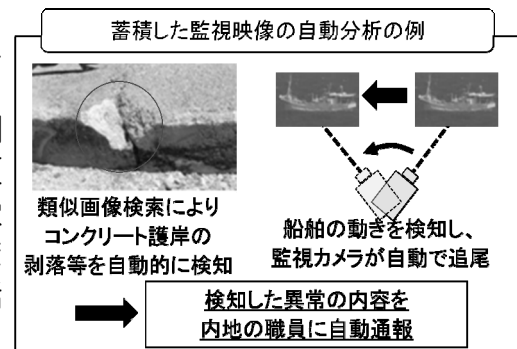 蓄積した監視映像の自動分析の例
類似画像検索により
コンクリート護岸の
剥落等を自動的に検知
船舶の動きを検知し、
監視カメラが自動で追尾
検知した異常の内容を
内地の職員に自動通報